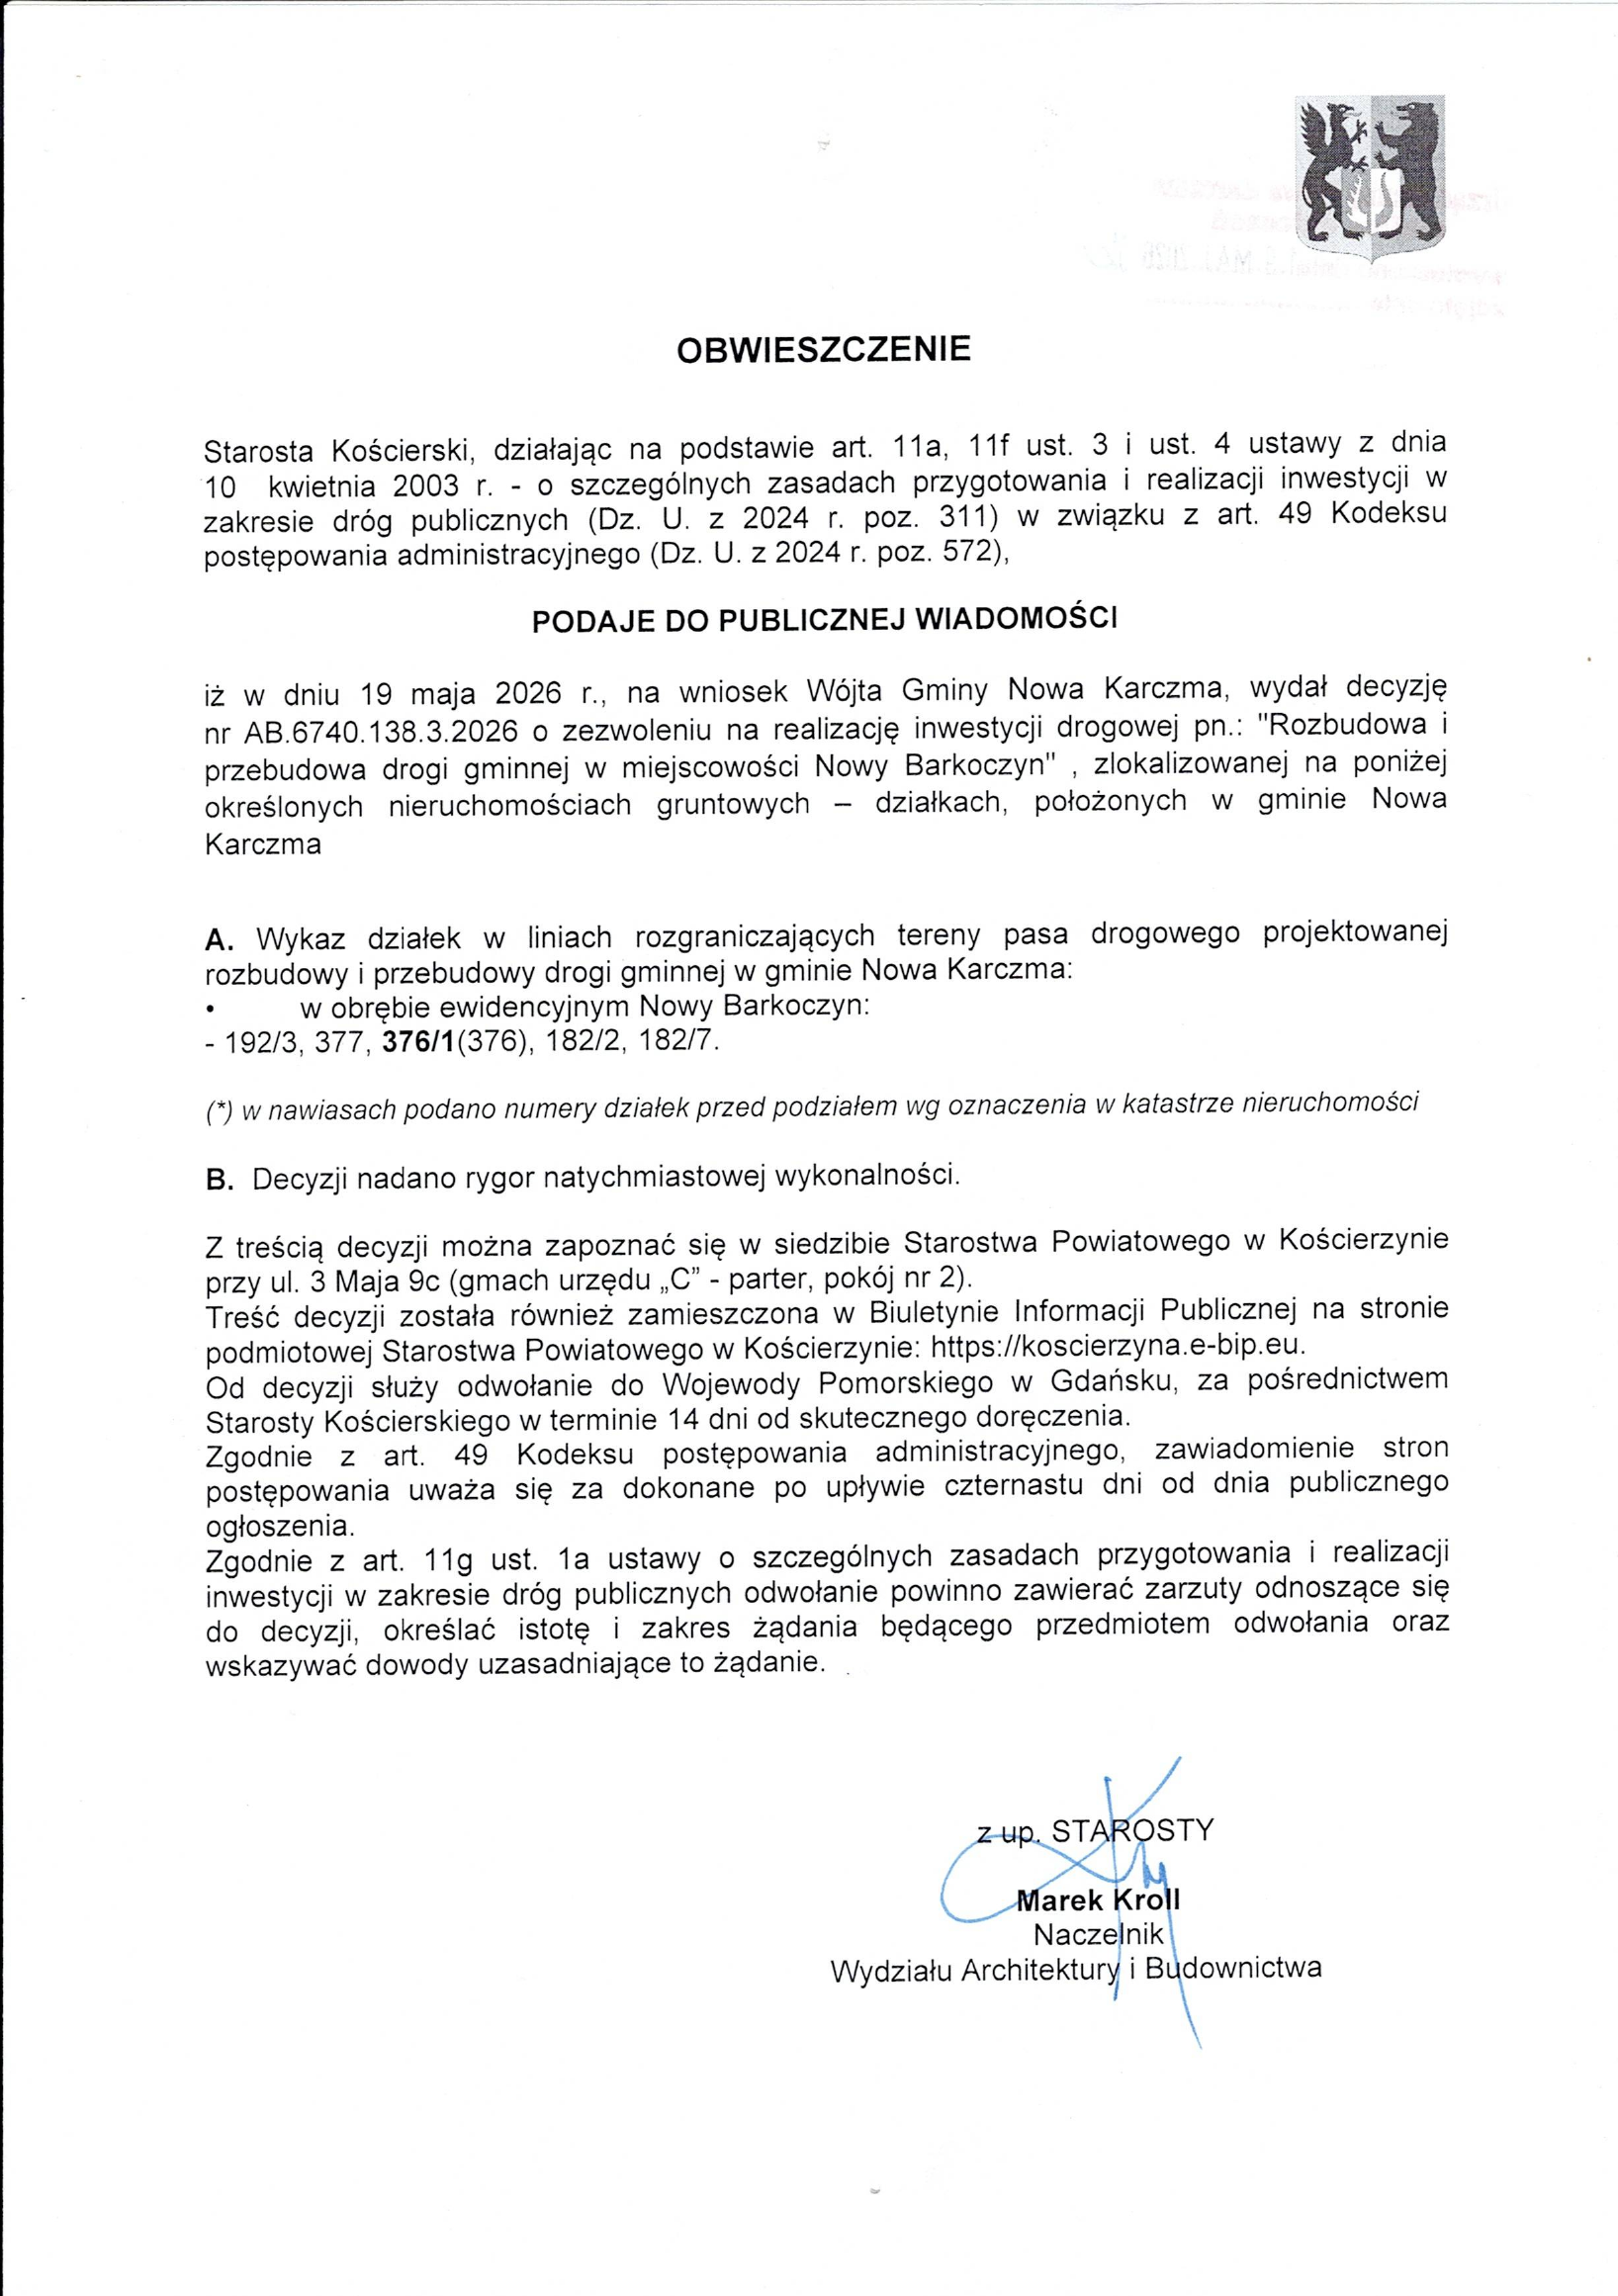 OBWIESZCZENIE
Starosta Kościerski, działając na podstawie art. 11a, 11f ust. 3 i ust. 4 ustawy z dnia
10 kwietnia 2003 r. - o szczególnych zasadach przygotowania i realizacji inwestycji w
zakresie dróg publicznych (Dz. U. z 2024 r. poz. 311) w związku z art. 49 Kodeksu
postępowania administracyjnego (Dz. U. z 2024 r. poz. 572),
PODAJE DO PUBLICZNEJ WIADOMOŚCI
iż w dniu 19 maja 2026 r., na wniosek Wójta Gminy Nowa Karczma, wydał decyzję
nr AB.6740.138.3.2026 o zezwoleniu na realizację inwestycji drogowej pn.: "Rozbudowa i
przebudowa drogi gminnej w miejscowości Nowy Barkoczyn" , zlokalizowanej na poniżej
określonych nieruchomościach gruntowych – działkach, położonych w gminie Nowa
Karczma
A. Wykaz działek w liniach rozgraniczających tereny pasa drogowego projektowanej
rozbudowy i przebudowy drogi gminnej w gminie Nowa Karczma:
• w obrębie ewidencyjnym Nowy Barkoczyn:
- 192/3, 377, 376/1(376), 182/2, 182/7.
(*) w nawiasach podano numery działek przed podziałem wg oznaczenia w katastrze nieruchomości
B. Decyzji nadano rygor natychmiastowej wykonalności.
Z treścią decyzji można zapoznać się w siedzibie Starostwa Powiatowego w Kościerzynie
przy ul. 3 Maja 9c (gmach urzędu „C” - parter, pokój nr 2).
Treść decyzji została również zamieszczona w Biuletynie Informacji Publicznej na stronie
podmiotowej Starostwa Powiatowego w Kościerzynie: https://koscierzyna.e-bip.eu.
Od decyzji służy odwołanie do Wojewody Pomorskiego w Gdańsku, za pośrednictwem
Starosty Kościerskiego w terminie 14 dni od skutecznego doręczenia.
Zgodnie z art. 49 Kodeksu postępowania administracyjnego, zawiadomienie stron
postępowania uważa się za dokonane po upływie czternastu dni od dnia publicznego
ogłoszenia.
Zgodnie z art. 11g ust. 1a ustawy o szczególnych zasadach przygotowania i realizacji
inwestycji w zakresie dróg publicznych odwołanie powinno zawierać zarzuty odnoszące się
do decyzji, określać istotę i zakres żądania będącego przedmiotem odwołania oraz
wskazywać dowody uzasadniające to żądanie.
z up. STAROSTY
Marek Kroll
Naczelnik
Wydziału Architektury i Budownictwa